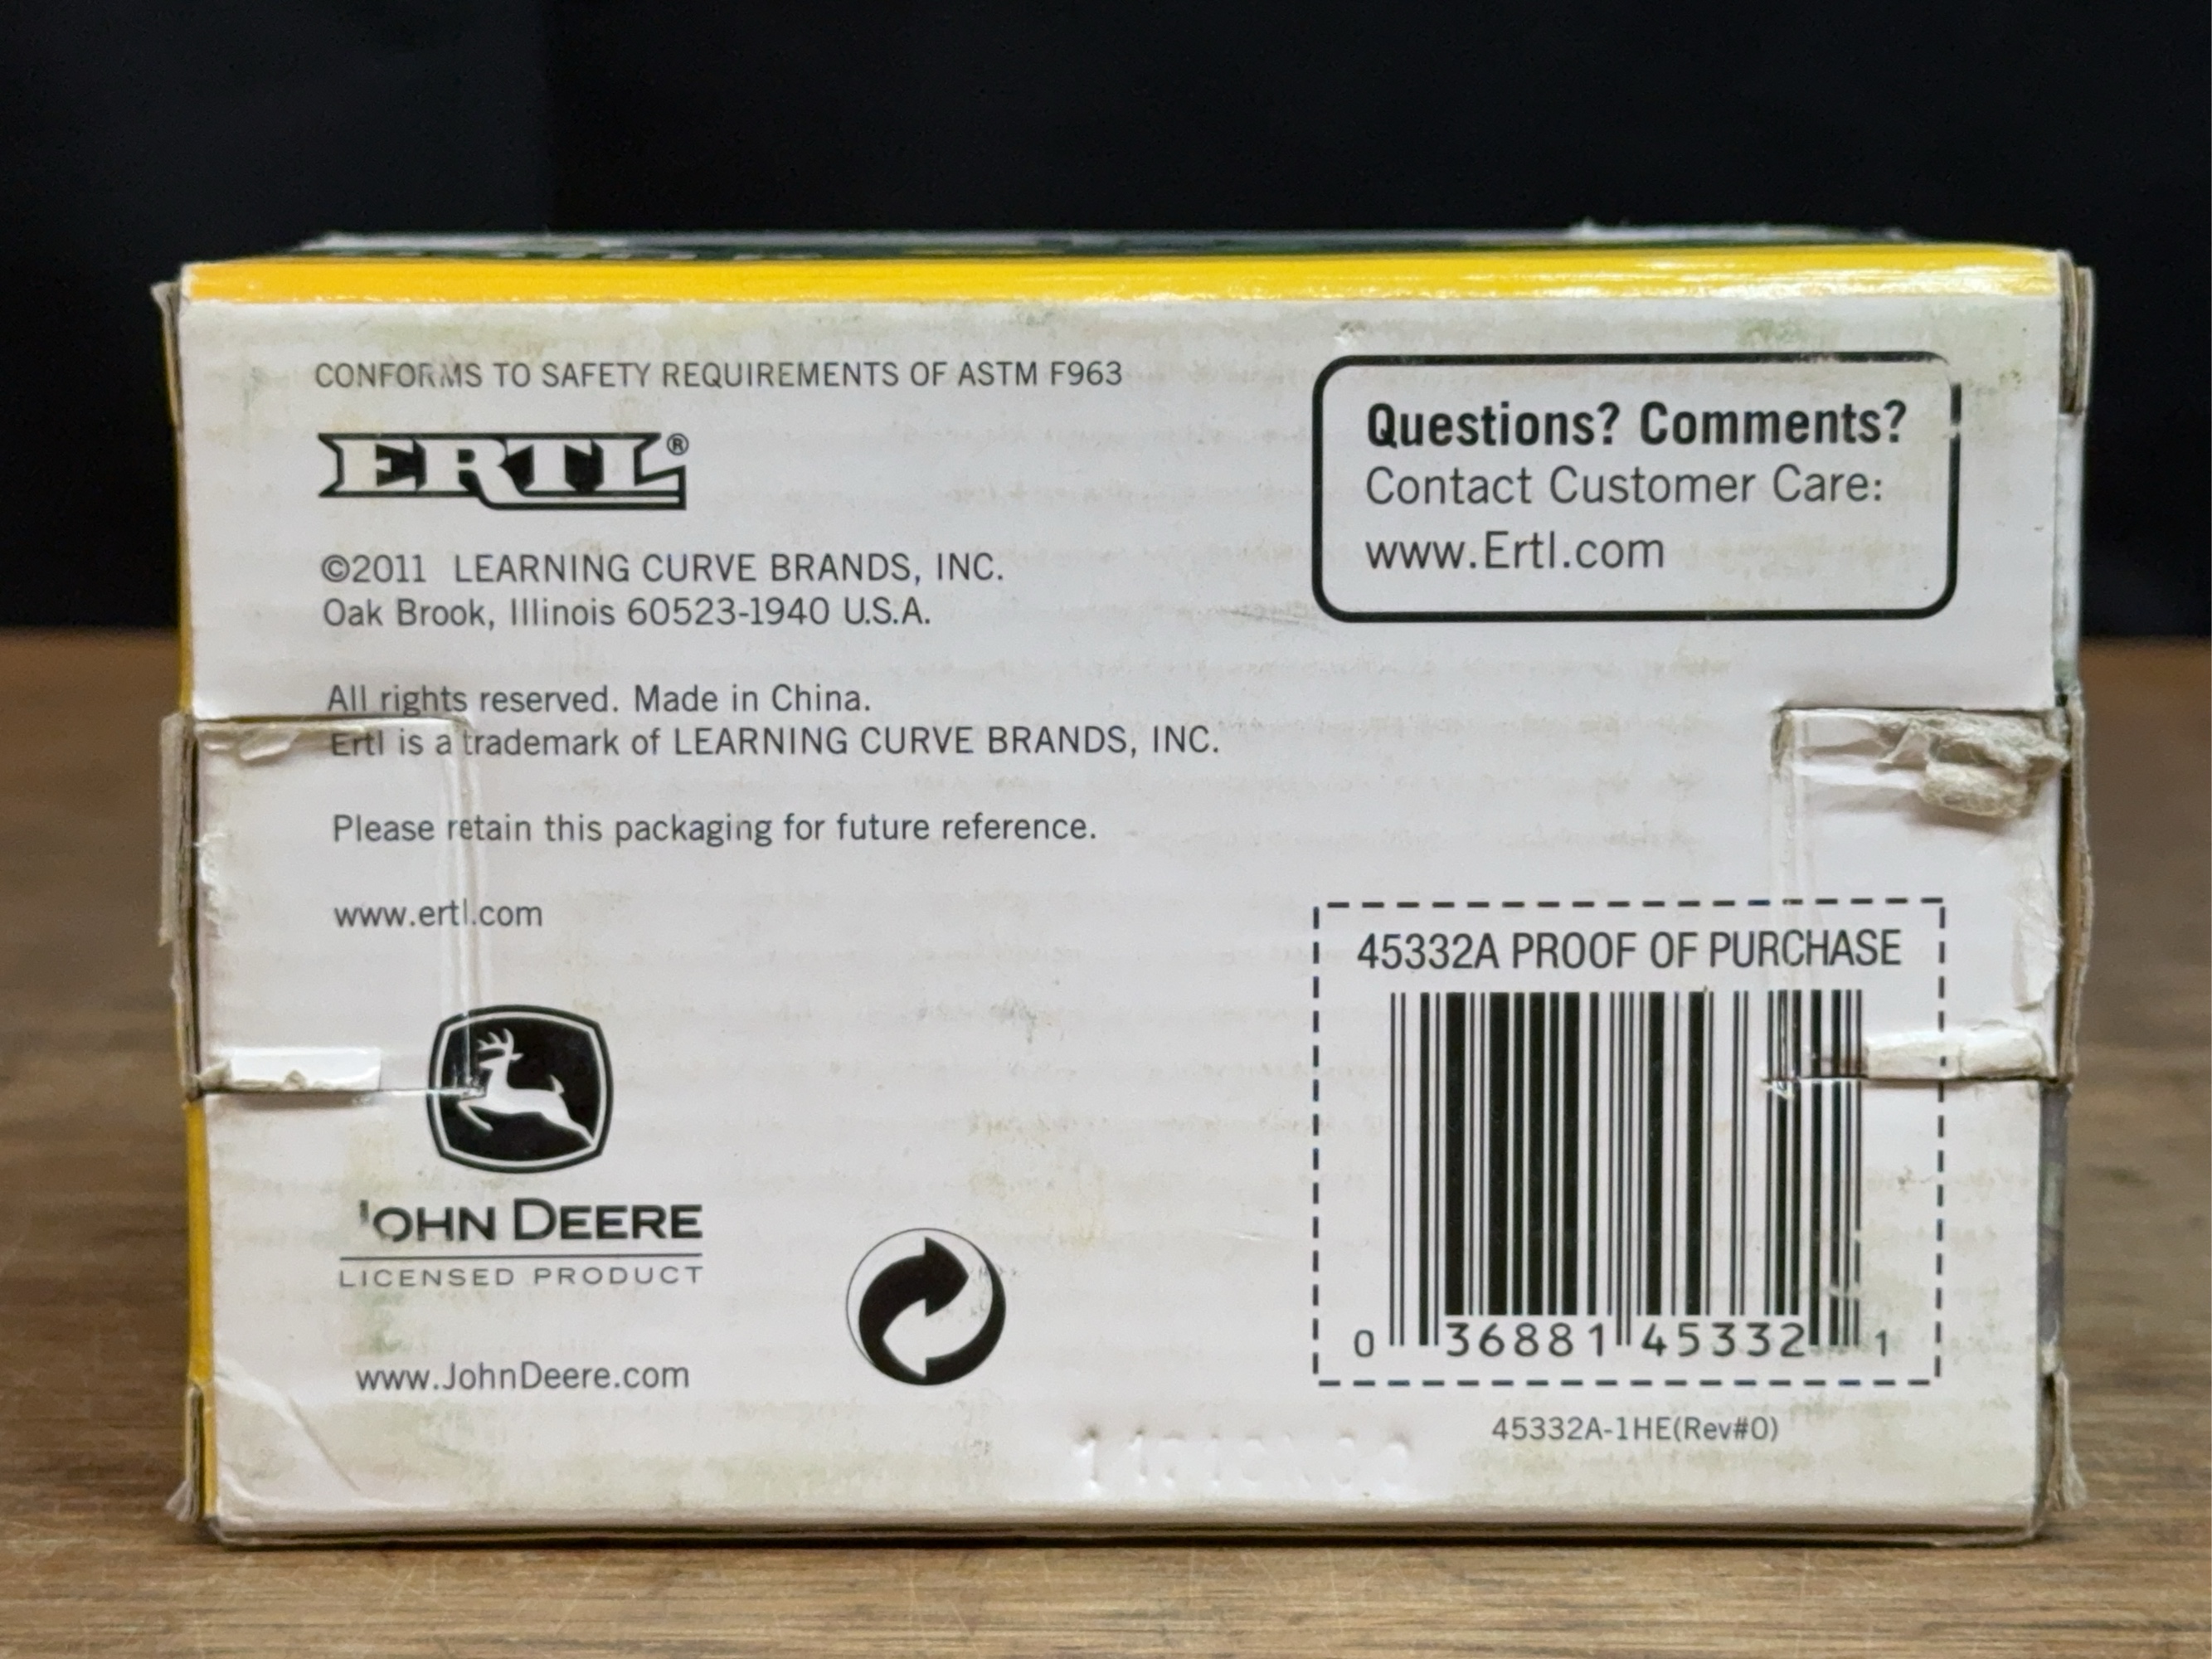 CONFORMS TO SAFETY REQUIREMENTS OF ASTM F963
ERTL®
©2011 LEARNING CURVE BRANDS, INC.
Oak Brook, Illinois 60523-1940 U.S.A.
All rights reserved. Made in China.
Ertl is a trademark of LEARNING CURVE BRANDS, INC.
Please retain this packaging for future reference.
www.ertl.com
JOHN DEERE
LICENSED PRODUCT
www.JohnDeere.com
Questions? Comments?
Contact Customer Care:
www.Ertl.com
45332A PROOF OF PURCHASE
0 36881 45332 1
45332A-1HE(Rev#0)